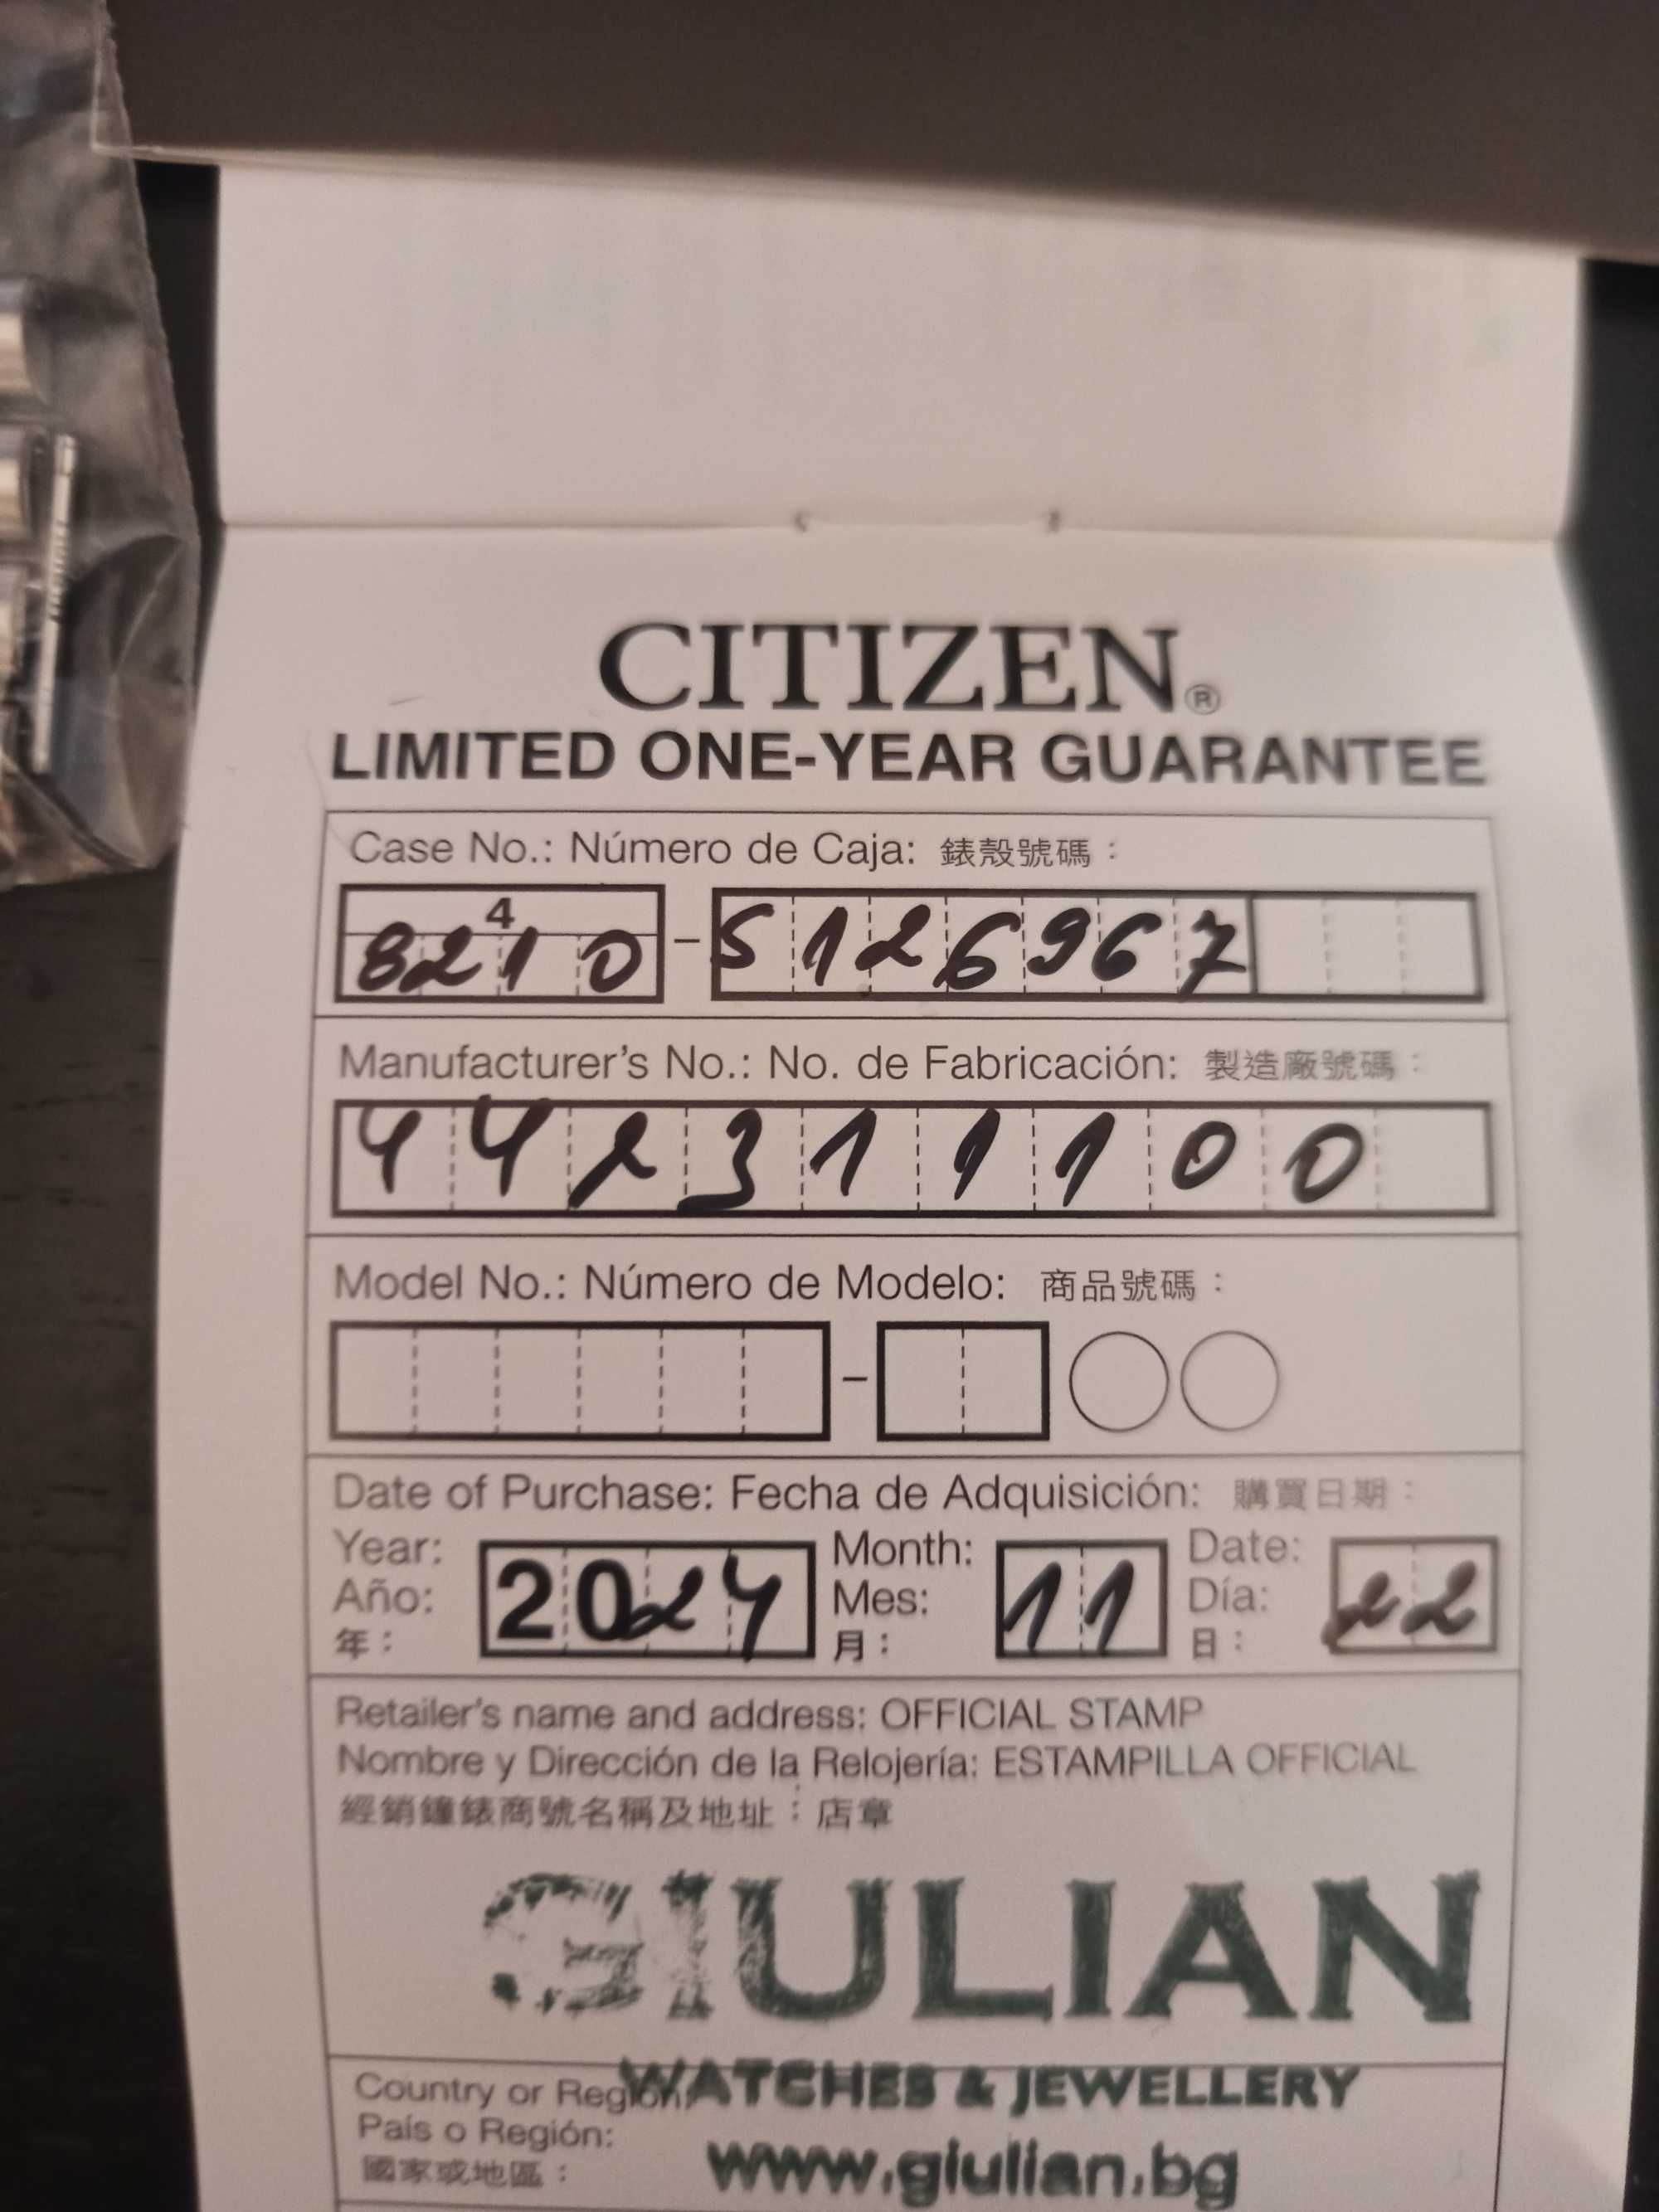 CITIZEN®
LIMITED ONE-YEAR GUARANTEE
Case No.: Número de Caja: 錶殼號碼：
4
8210 - S126967
Manufacturer's No.: No. de Fabricación: 製造廠號碼：
442311100
Model No.: Número de Modelo: 商品號碼：
-
Date of Purchase: Fecha de Adquisición: 購買日期：
Year: 2024 Month: 11 Date: 22
Año: Mes: Día:
年： 月： 日：
Retailer's name and address: OFFICIAL STAMP
Nombre y Dirección de la Relojería: ESTAMPILLA OFFICIAL
經銷鐘錶商號名稱及地址：店章
GIULIAN
WATCHES & JEWELLERY
www.giulian.bg
Country or Region:
País o Región:
國家或地區：